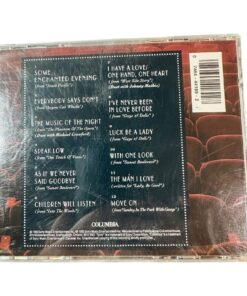 SOME
ENCHANTED EVENING
(from "South Pacific")
EVERYBODY SAYS DON'T
(from "Anyone Can Whistle")
THE MUSIC OF THE NIGHT
(from "The Phantom Of The Opera")
(Duet with Michael Crawford)
SPEAK LOW
(from "One Touch Of Venus")
AS IF WE NEVER
SAID GOODBYE
(from "Sunset Boulevard")
CHILDREN WILL LISTEN
(from "Into The Woods")
I HAVE A LOVE/
ONE HAND, ONE HEART
(from "West Side Story")
(Duet with Johnny Mathis)
I'VE NEVER BEEN
IN LOVE BEFORE
(from "Guys & Dolls")
LUCK BE A LADY
(from "Guys & Dolls")
WITH ONE LOOK
(from "Sunset Boulevard")
THE MAN I LOVE
(written for "Lady, Be Good")
MOVE ON
(from "Sunday In The Park With George")
COLUMBIA